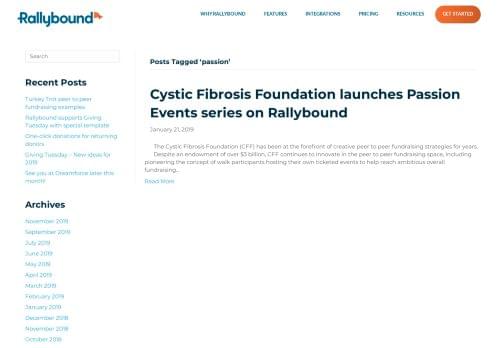 Rallybound
WHY RALLYBOUND FEATURES INTEGRATIONS PRICING RESOURCES GET STARTED
Search
Recent Posts
Turkey Trot peer to peer
fundraising examples
Rallybound supports Giving
Tuesday with special template
One-click donations for returning
donors
Giving Tuesday – New ideas for
2019
See you at Dreamforce later this
month!
Archives
November 2019
September 2019
July 2019
June 2019
May 2019
April 2019
March 2019
February 2019
January 2019
December 2018
November 2018
October 2018
Posts Tagged ‘passion’
Cystic Fibrosis Foundation launches Passion
Events series on Rallybound
January 21, 2019
The Cystic Fibrosis Foundation (CFF) has been at the forefront of creative peer to peer fundraising strategies for years.
Despite an endowment of over $3 billion, CFF continues to innovate in the peer to peer fundraising space, including
pioneering the concept of walk participants hosting their own ticketed events to help reach ambitious overall
fundraising...
Read More